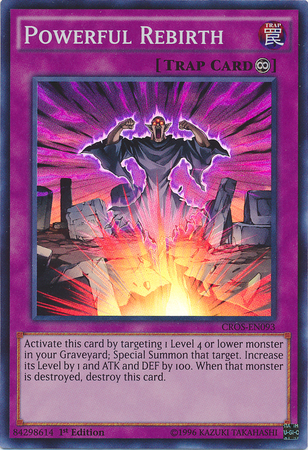 POWERFUL REBIRTH
TRAP
罠
[TRAP CARD∞]
CROS-EN093
Activate this card by targeting 1 Level 4 or lower monster
in your Graveyard; Special Summon that target. Increase
its Level by 1 and ATK and DEF by 100. When that
monster is destroyed, destroy this card.
84298614
1st Edition
©1996 KAZUKI TAKAHASHI